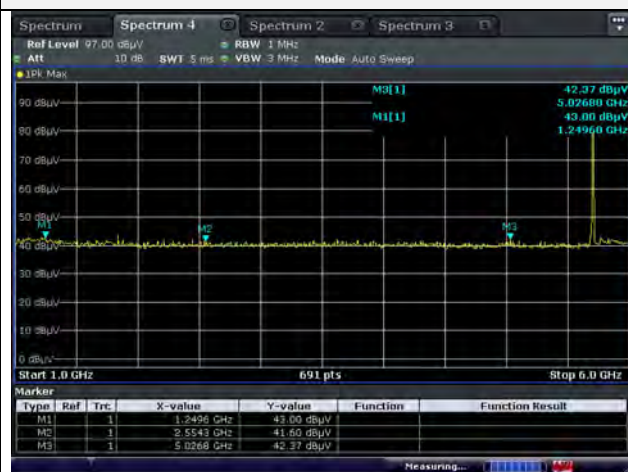 Spectrum Spectrum 4 Spectrum 2 Spectrum 3
Ref Level 97.00 dBµV RBW 1 MHz
Att 10 dB SWT 5 ms VBW 3 MHz Mode Auto Sweep
1Pk Max
M3[1] 42.37 dBµV
5.02680 GHz
M1[1] 43.00 dBµV
1.24960 GHz
90 dBµV
80 dBµV
70 dBµV
60 dBµV
50 dBµV
M1 M2 M3
40 dBµV
30 dBµV
20 dBµV
10 dBµV
0 dBµV
Start 1.0 GHz 691 pts Stop 6.0 GHz
Marker
Type Ref Trc X-value Y-value Function Function Result
M1 1 1.2496 GHz 43.00 dBµV
M2 1 2.5543 GHz 41.60 dBµV
M3 1 5.0268 GHz 42.37 dBµV
Measuring...